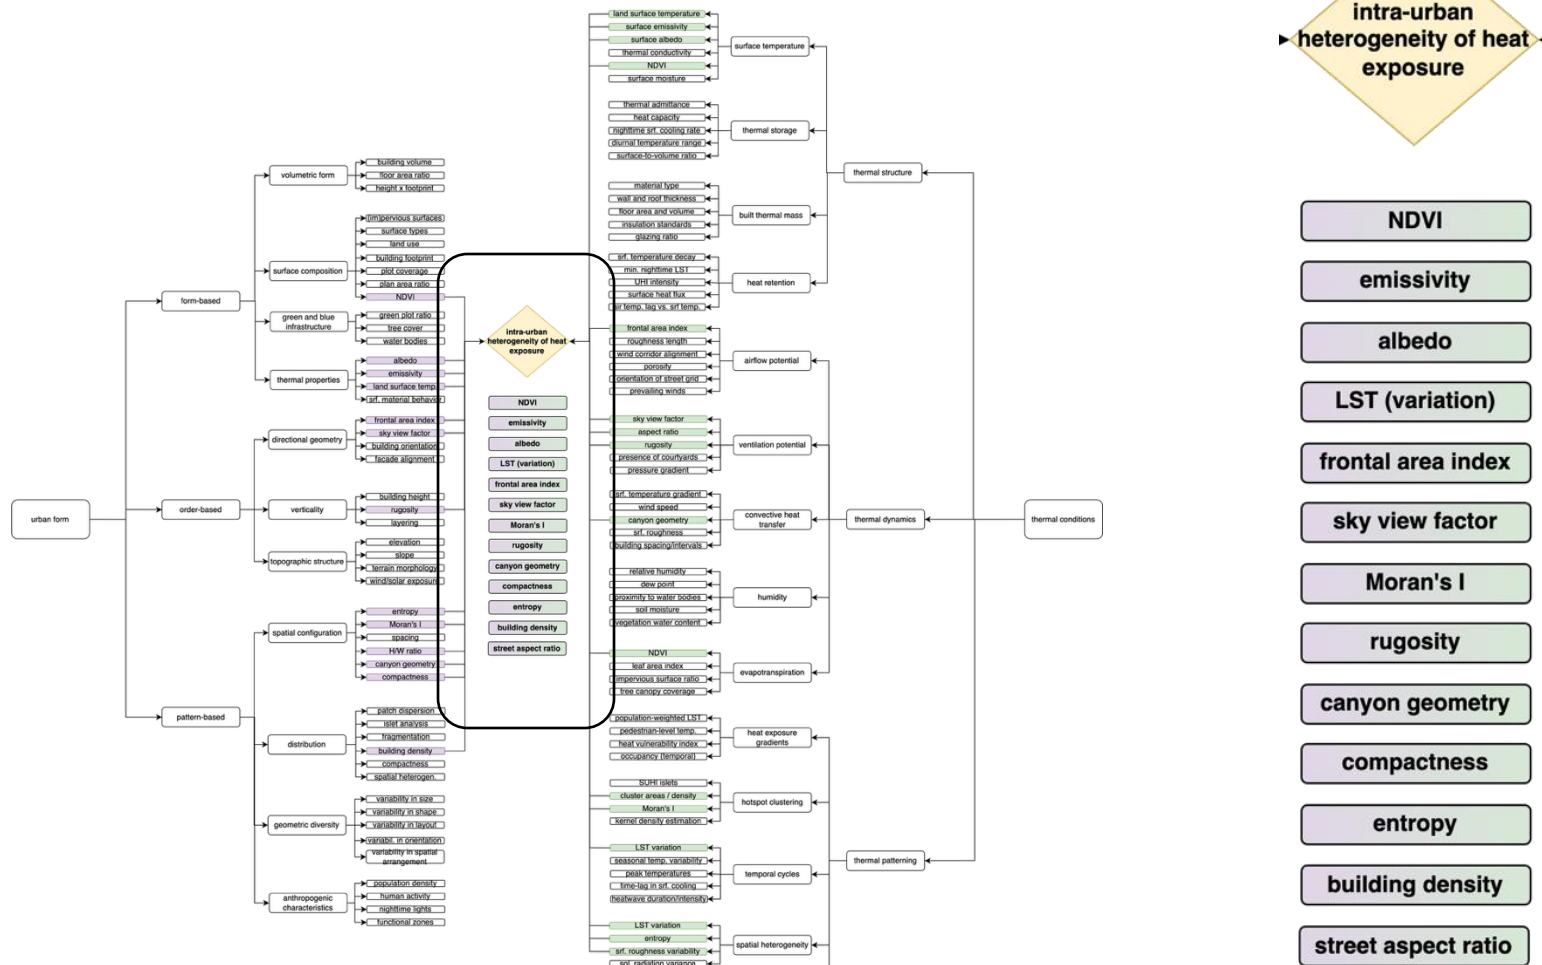 urban form
form-based
order-based
pattern-based
volumetric form
surface composition
green and blue
infrastructure
thermal properties
directional geometry
verticality
topographic structure
spatial configuration
distribution
geometric diversity
anthropogenic
characteristics
building volume
floor area ratio
height x footprint
(im)pervious surfaces
surface types
land use
building footprint
plot coverage
plan area ratio
NDVI
green plot ratio
tree cover
water bodies
albedo
emissivity
land surface temp.
srf. material behavior
frontal area index
sky view factor
building orientation
facade alignment
building height
rugosity
layering
elevation
slope
terrain morphology
wind/solar exposure
entropy
Moran's I
spacing
H/W ratio
canyon geometry
compactness
patch dispersion
islet analysis
fragmentation
building density
compactness
spatial heterogen.
variability in size
variability in shape
variability in layout
variabil. in orientation
variability in spatial
arrangement
population density
human activity
nighttime lights
functional zones
intra-urban
heterogeneity of heat
exposure
NDVI
emissivity
albedo
LST (variation)
frontal area index
sky view factor
Moran's I
rugosity
canyon geometry
compactness
entropy
building density
street aspect ratio
land surface temperature
surface emissivity
surface albedo
thermal conductivity
NDVI
surface moisture
thermal admittance
heat capacity
nighttime srf. cooling rate
diurnal temperature range
surface-to-volume ratio
material type
wall and roof thickness
floor area and volume
insulation standards
glazing ratio
srf. temperature decay
min. nighttime LST
UHI intensity
surface heat flux
air temp. lag vs. srf temp.
frontal area index
roughness length
wind corridor alignment
porosity
orientation of street grid
prevailing winds
sky view factor
aspect ratio
rugosity
presence of courtyards
pressure gradient
srf. temperature gradient
wind speed
canyon geometry
srf. roughness
building spacing/intervals
relative humidity
dew point
proximity to water bodies
soil moisture
vegetation water content
NDVI
leaf area index
impervious surface ratio
tree canopy coverage
population-weighted LST
pedestrian-level temp.
heat vulnerability index
occupancy (temporal)
SUHI islets
cluster areas / density
Moran's I
kernel density estimation
LST variation
seasonal temp. variability
peak temperatures
time-lag in srf. cooling
heatwave duration/intensity
LST variation
entropy
srf. roughness variability
sol. radiation variance
surface temperature
thermal storage
built thermal mass
heat retention
airflow potential
ventilation potential
convective heat
transfer
humidity
evapotranspiration
heat exposure
gradients
hotspot clustering
temporal cycles
spatial heterogeneity
thermal structure
thermal dynamics
thermal patterning
thermal conditions
intra-urban
heterogeneity of heat
exposure
NDVI
emissivity
albedo
LST (variation)
frontal area index
sky view factor
Moran's I
rugosity
canyon geometry
compactness
entropy
building density
street aspect ratio